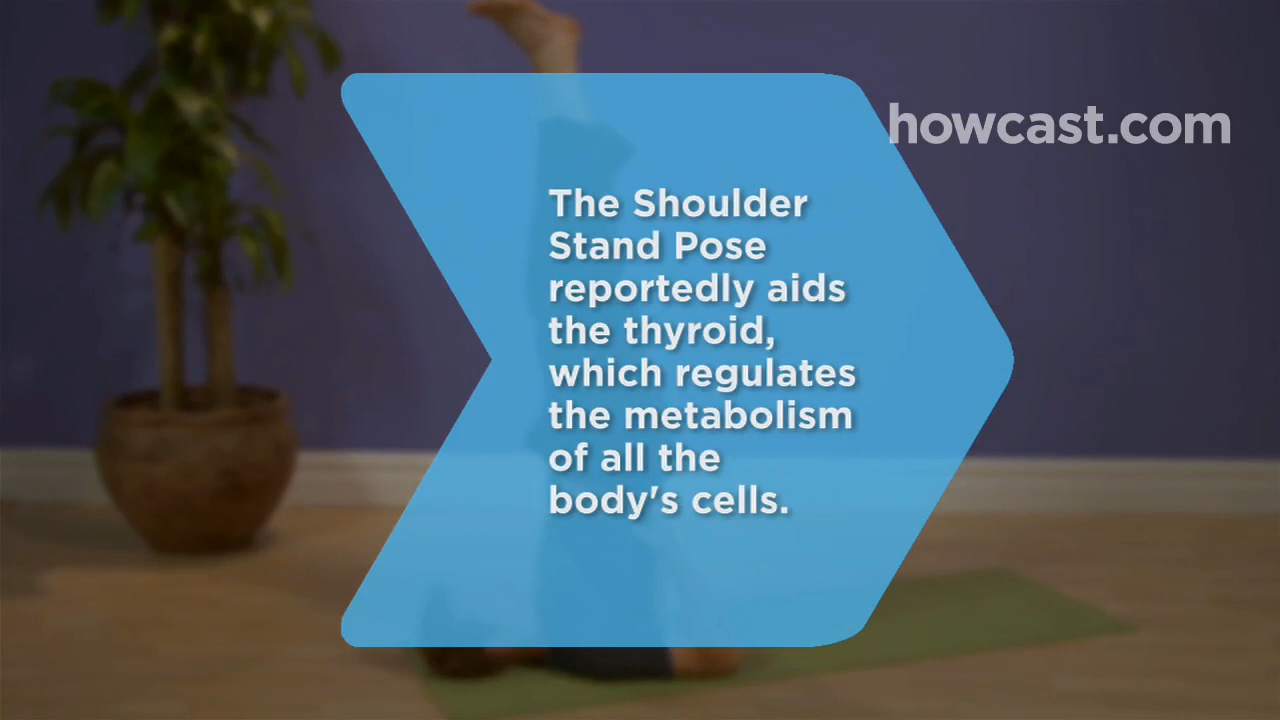 howcast.com
The Shoulder
Stand Pose
reportedly aids
the thyroid,
which regulates
the metabolism
of all the
body's cells.